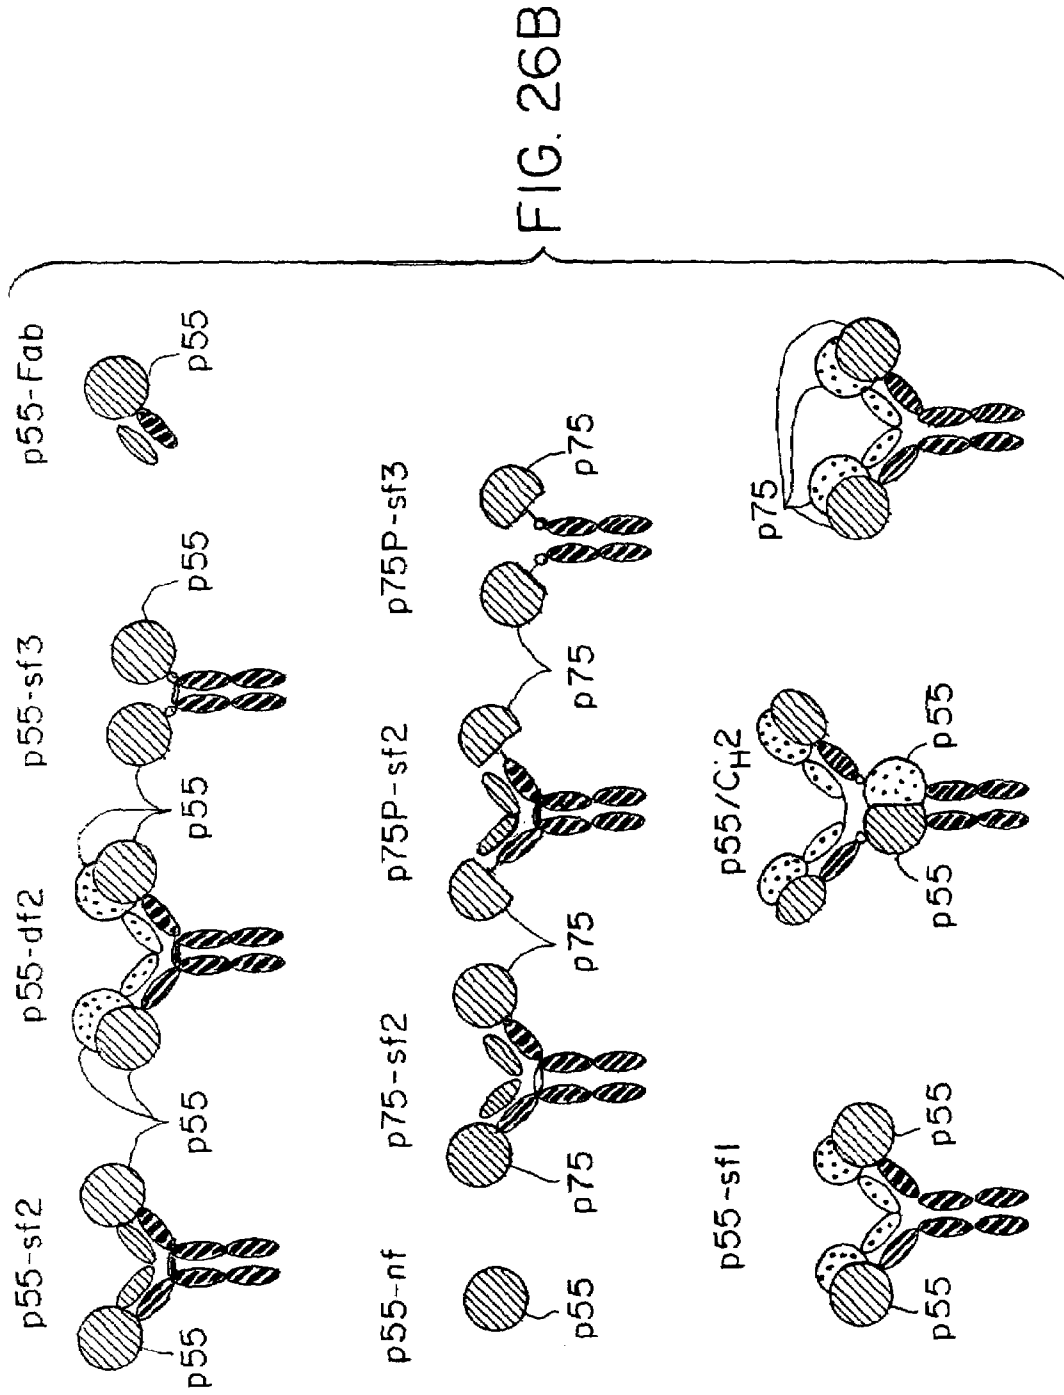 p55-sf2 p55-df2 p55-sf3 p55-Fab
p55 p55 p55 p55 p55
p55-nf p75-sf2 p75P-sf2 p75P-sf3
p55 p75 p75 p75 p75
p55-sf1 p55/CH2 p75
p55 p55 p55 p55
FIG. 26B